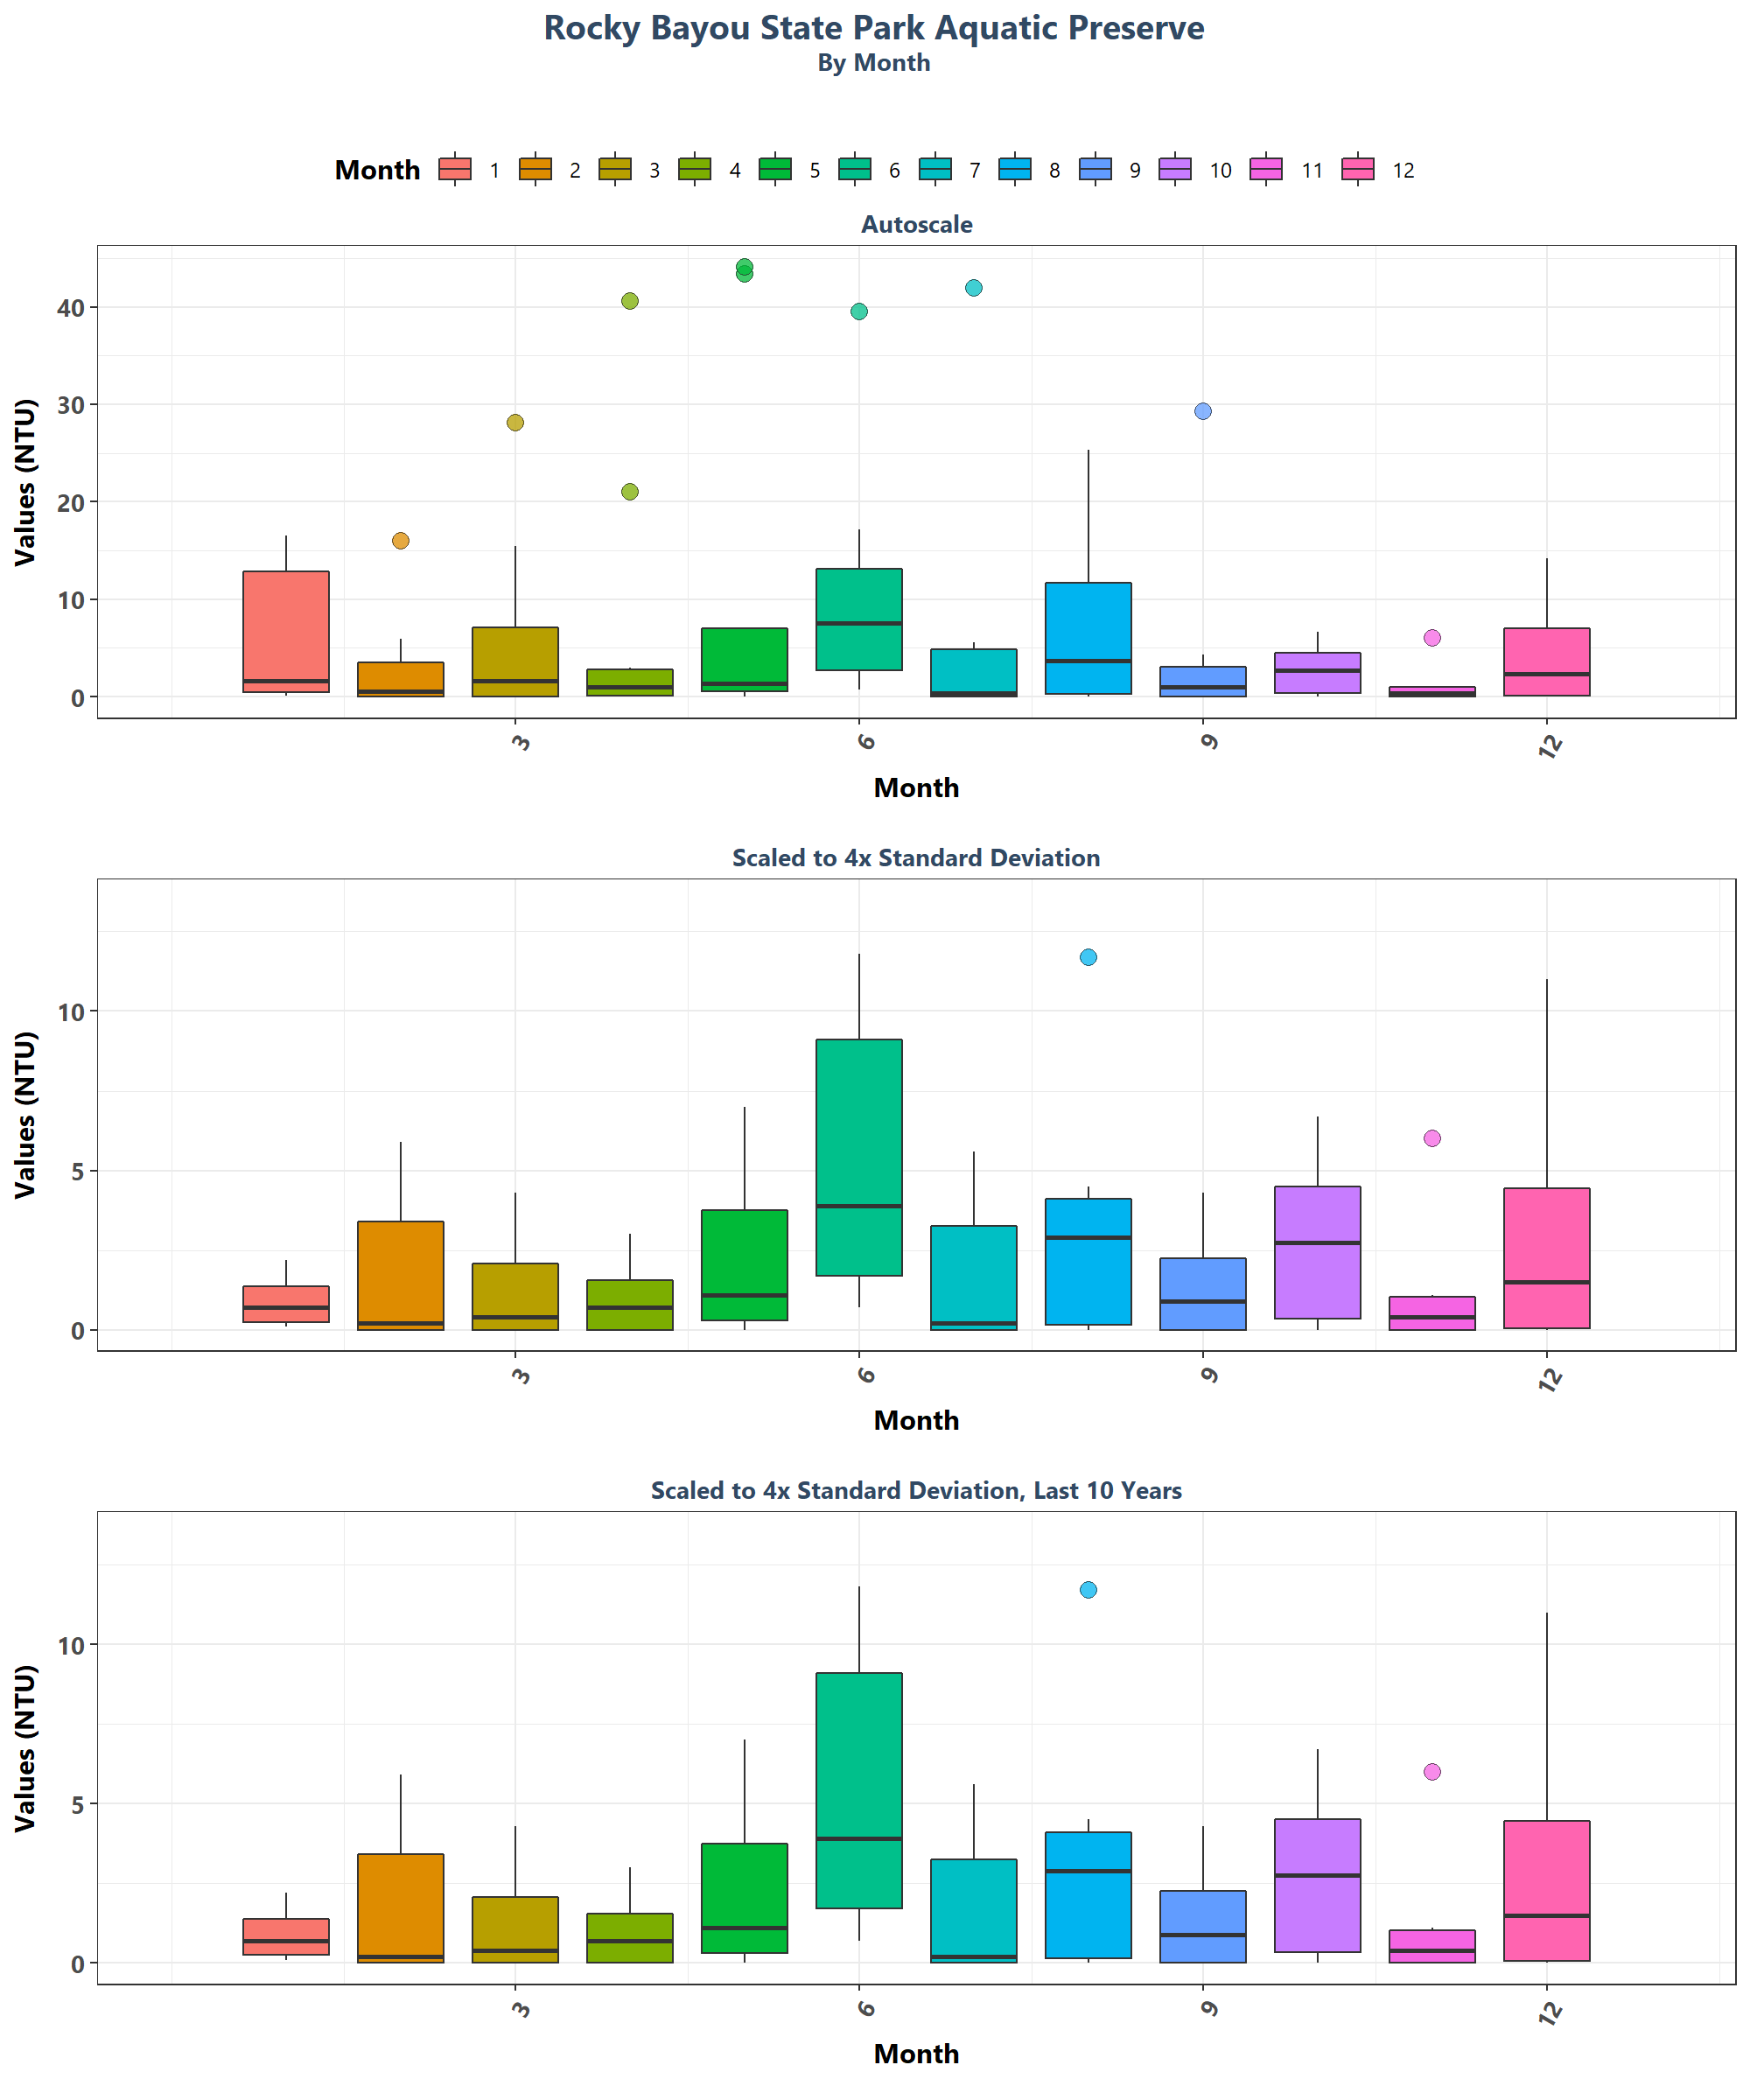 Rocky Bayou State Park Aquatic Preserve
By Month
Month 1 2 3 4 5 6 7 8 9 10 11 12
Autoscale
Values (NTU)
40
30
20
10
0
3 6 9 12
Month
Scaled to 4x Standard Deviation
Values (NTU)
10
5
0
3 6 9 12
Month
Scaled to 4x Standard Deviation, Last 10 Years
Values (NTU)
10
5
0
3 6 9 12
Month